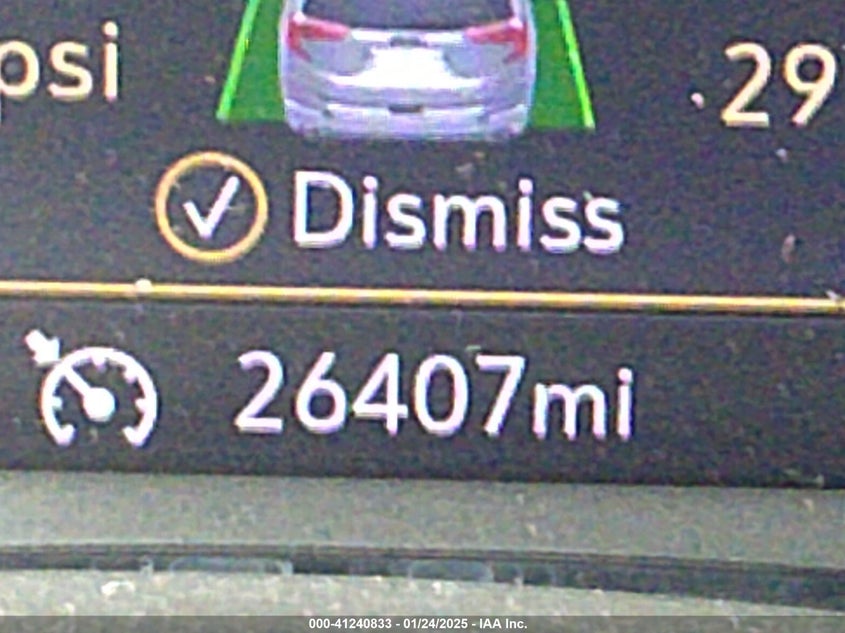 psi
29
Dismiss
26407mi
000-41240833 - 01/24/2025 - IAA Inc.